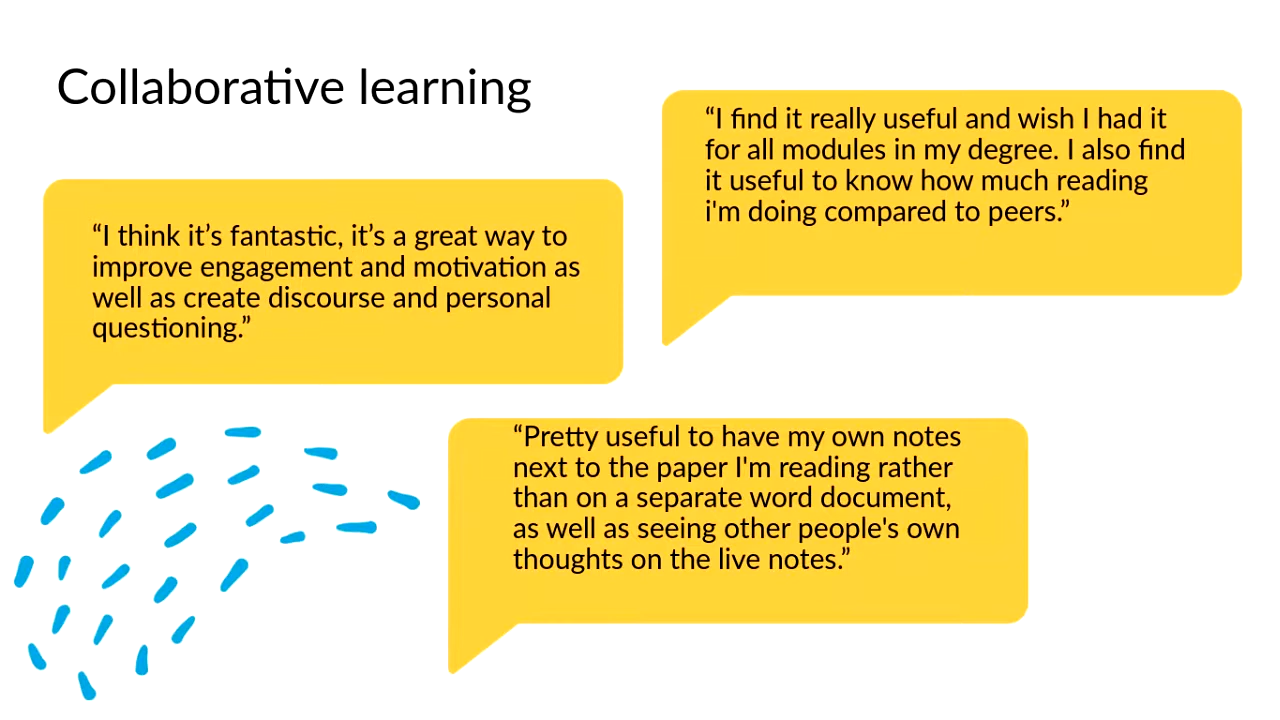 Collaborative learning
“I think it’s fantastic, it’s a great way to
improve engagement and motivation as
well as create discourse and personal
questioning.”
“I find it really useful and wish I had it
for all modules in my degree. I also find
it useful to know how much reading
i'm doing compared to peers.”
“Pretty useful to have my own notes
next to the paper I'm reading rather
than on a separate word document,
as well as seeing other people's own
thoughts on the live notes.”